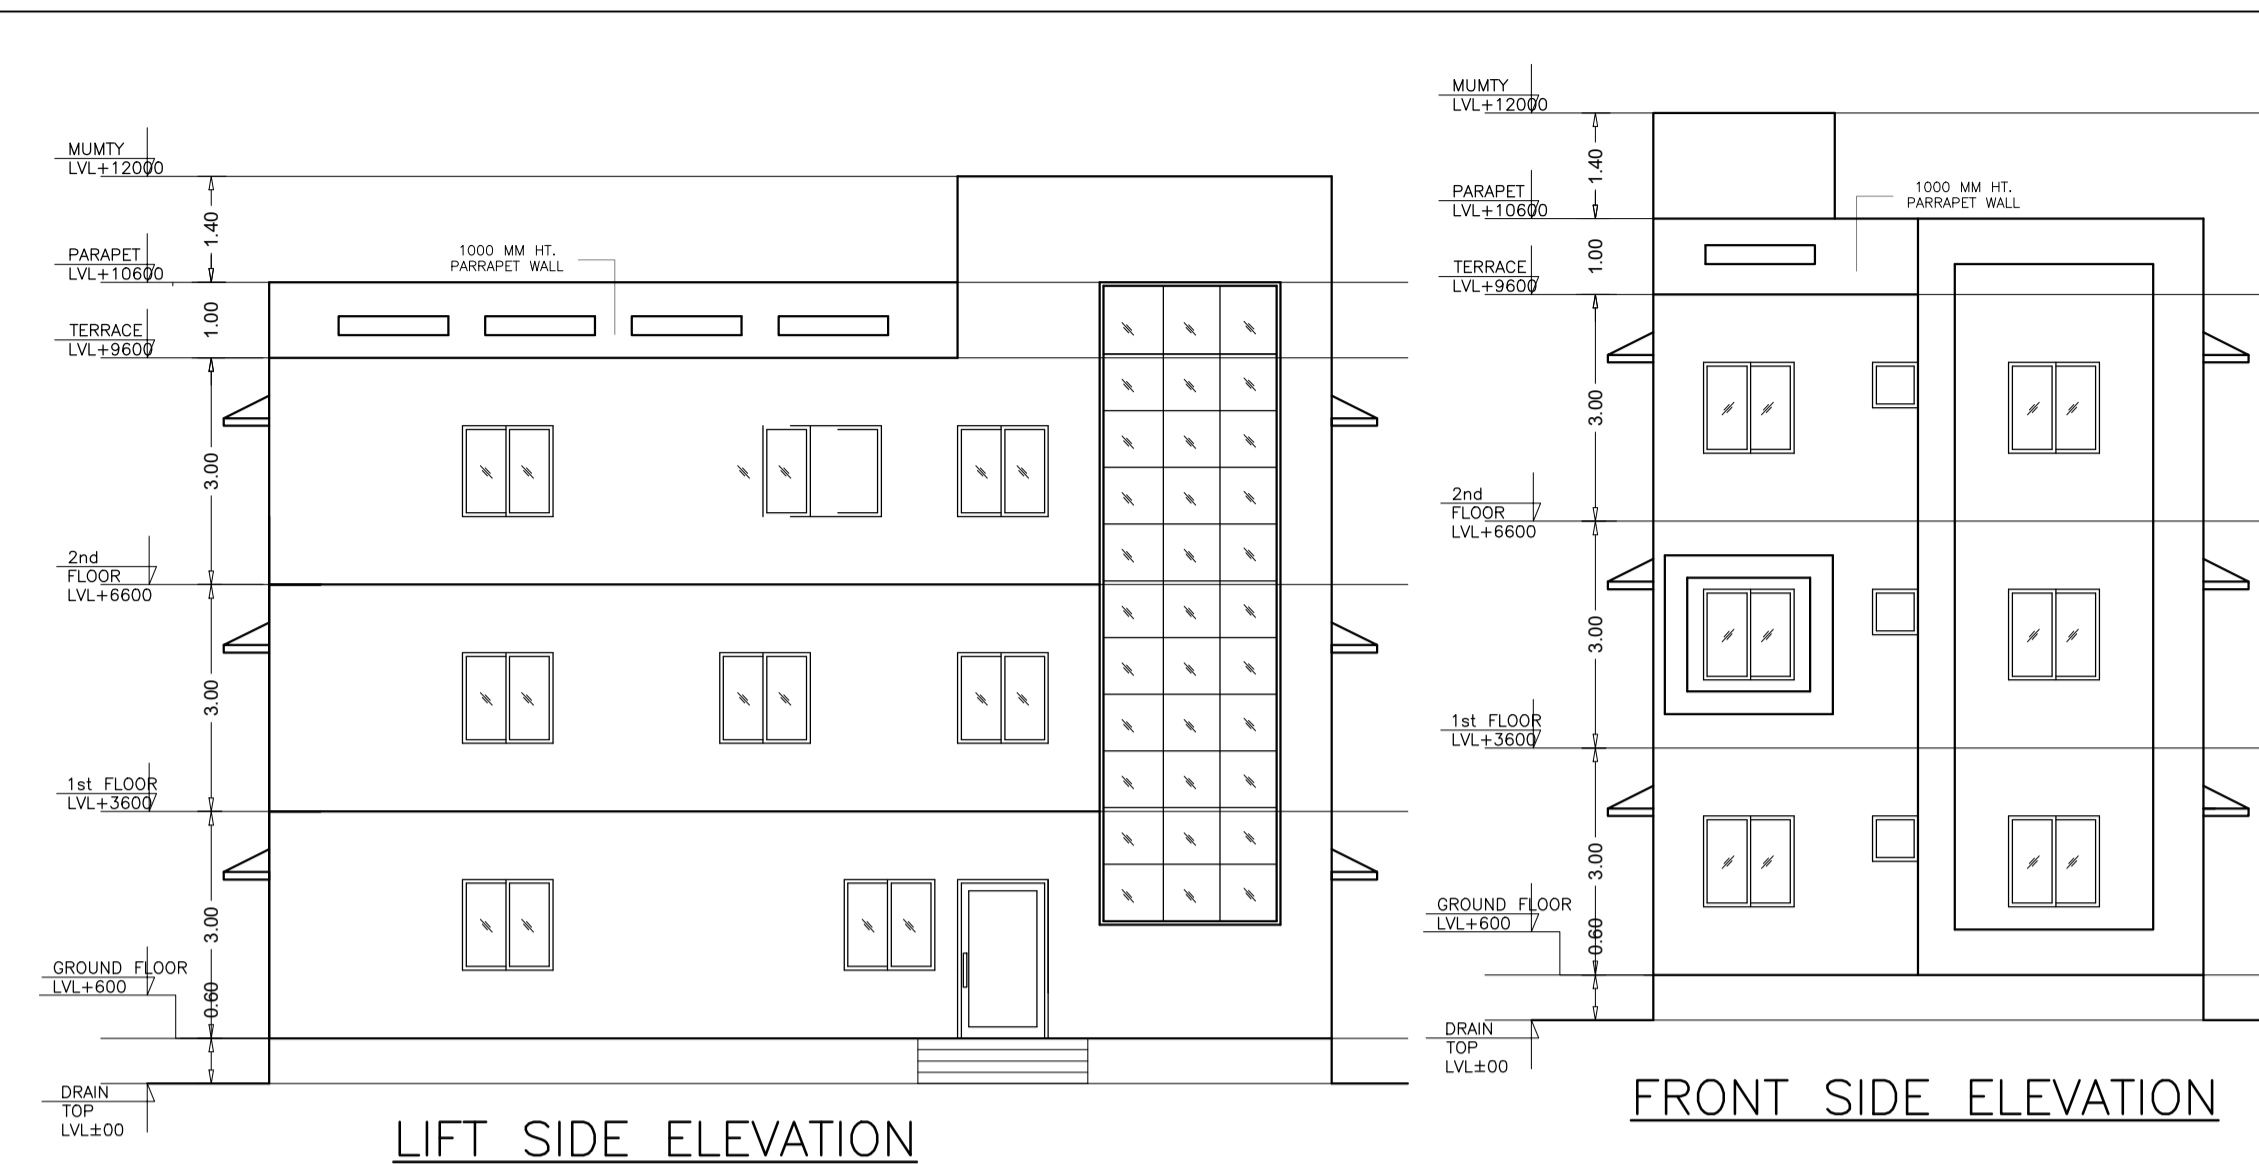 MUMTY
LVL+12000
1.40
PARAPET
LVL+10600
1000 MM HT.
PARRAPET WALL
1.00
TERRACE
LVL+9600
3.00
2nd
FLOOR
LVL+6600
3.00
1st FLOOR
LVL+3600
3.00
GROUND FLOOR
LVL+600
0.60
DRAIN
TOP
LVL±00
LIFT SIDE ELEVATION
MUMTY
LVL+12000
1.40
PARAPET
LVL+10600
1000 MM HT.
PARRAPET WALL
1.00
TERRACE
LVL+9600
3.00
2nd
FLOOR
LVL+6600
3.00
1st FLOOR
LVL+3600
3.00
GROUND FLOOR
LVL+600
0.60
DRAIN
TOP
LVL±00
FRONT SIDE ELEVATION